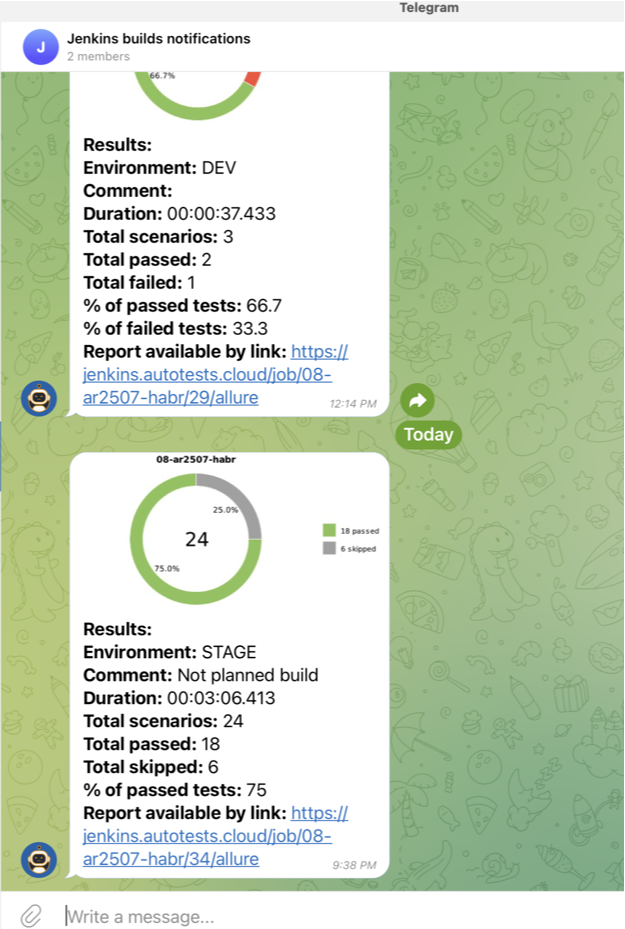 Telegram
J
Jenkins builds notifications
2 members
66.7%
Results:
Environment: DEV
Comment:
Duration: 00:00:37.433
Total scenarios: 3
Total passed: 2
Total failed: 1
% of passed tests: 66.7
% of failed tests: 33.3
Report available by link: https://
jenkins.autotests.cloud/job/08-
ar2507-habr/29/allure
12:14 PM
Today
08-ar2507-habr
25.0%
24
75.0%
18 passed
6 skipped
Results:
Environment: STAGE
Comment: Not planned build
Duration: 00:03:06.413
Total scenarios: 24
Total passed: 18
Total skipped: 6
% of passed tests: 75
Report available by link: https://
jenkins.autotests.cloud/job/08-
ar2507-habr/34/allure
9:38 PM
Write a message...